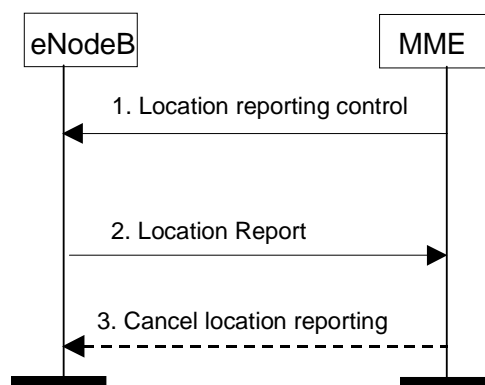 eNodeB
MME
1. Location reporting control
2. Location Report
3. Cancel location reporting